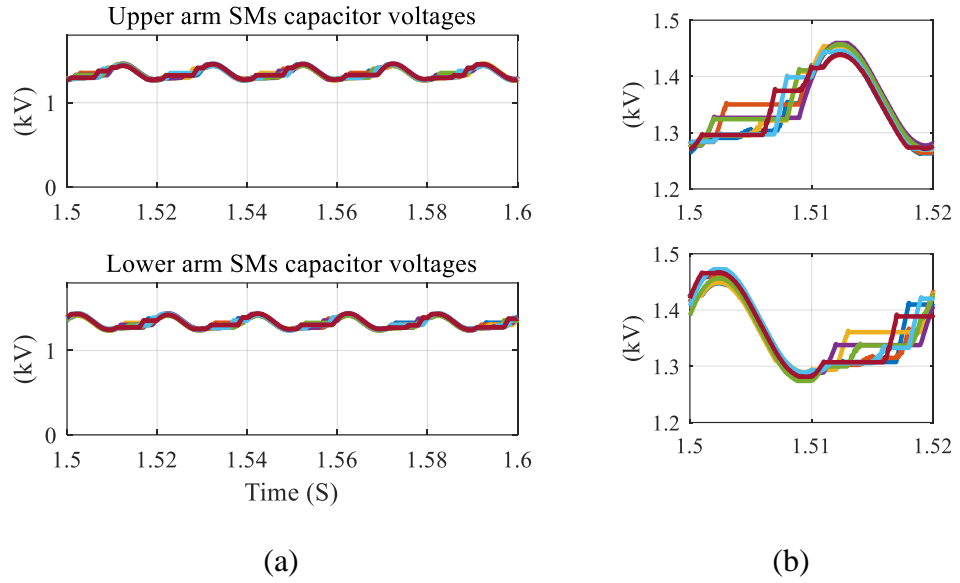 Upper arm SMs capacitor voltages
(kV)
1
0
1.5 1.52 1.54 1.56 1.58 1.6
(kV)
1.5
1.4
1.3
1.2
1.5 1.51 1.52
Lower arm SMs capacitor voltages
(kV)
1
0
1.5 1.52 1.54 1.56 1.58 1.6
Time (S)
(kV)
1.5
1.4
1.3
1.2
1.5 1.51 1.52
(a) (b)